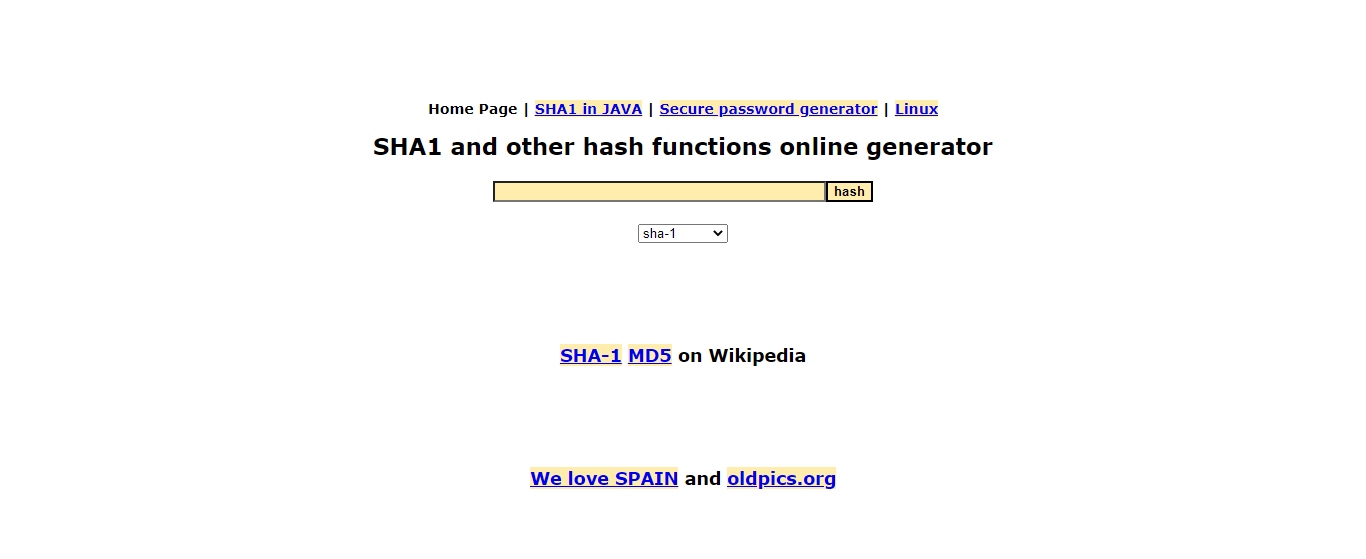 Home Page | SHA1 in JAVA | Secure password generator | Linux
SHA1 and other hash functions online generator
hash
sha-1
SHA-1 MD5 on Wikipedia
We love SPAIN and oldpics.org